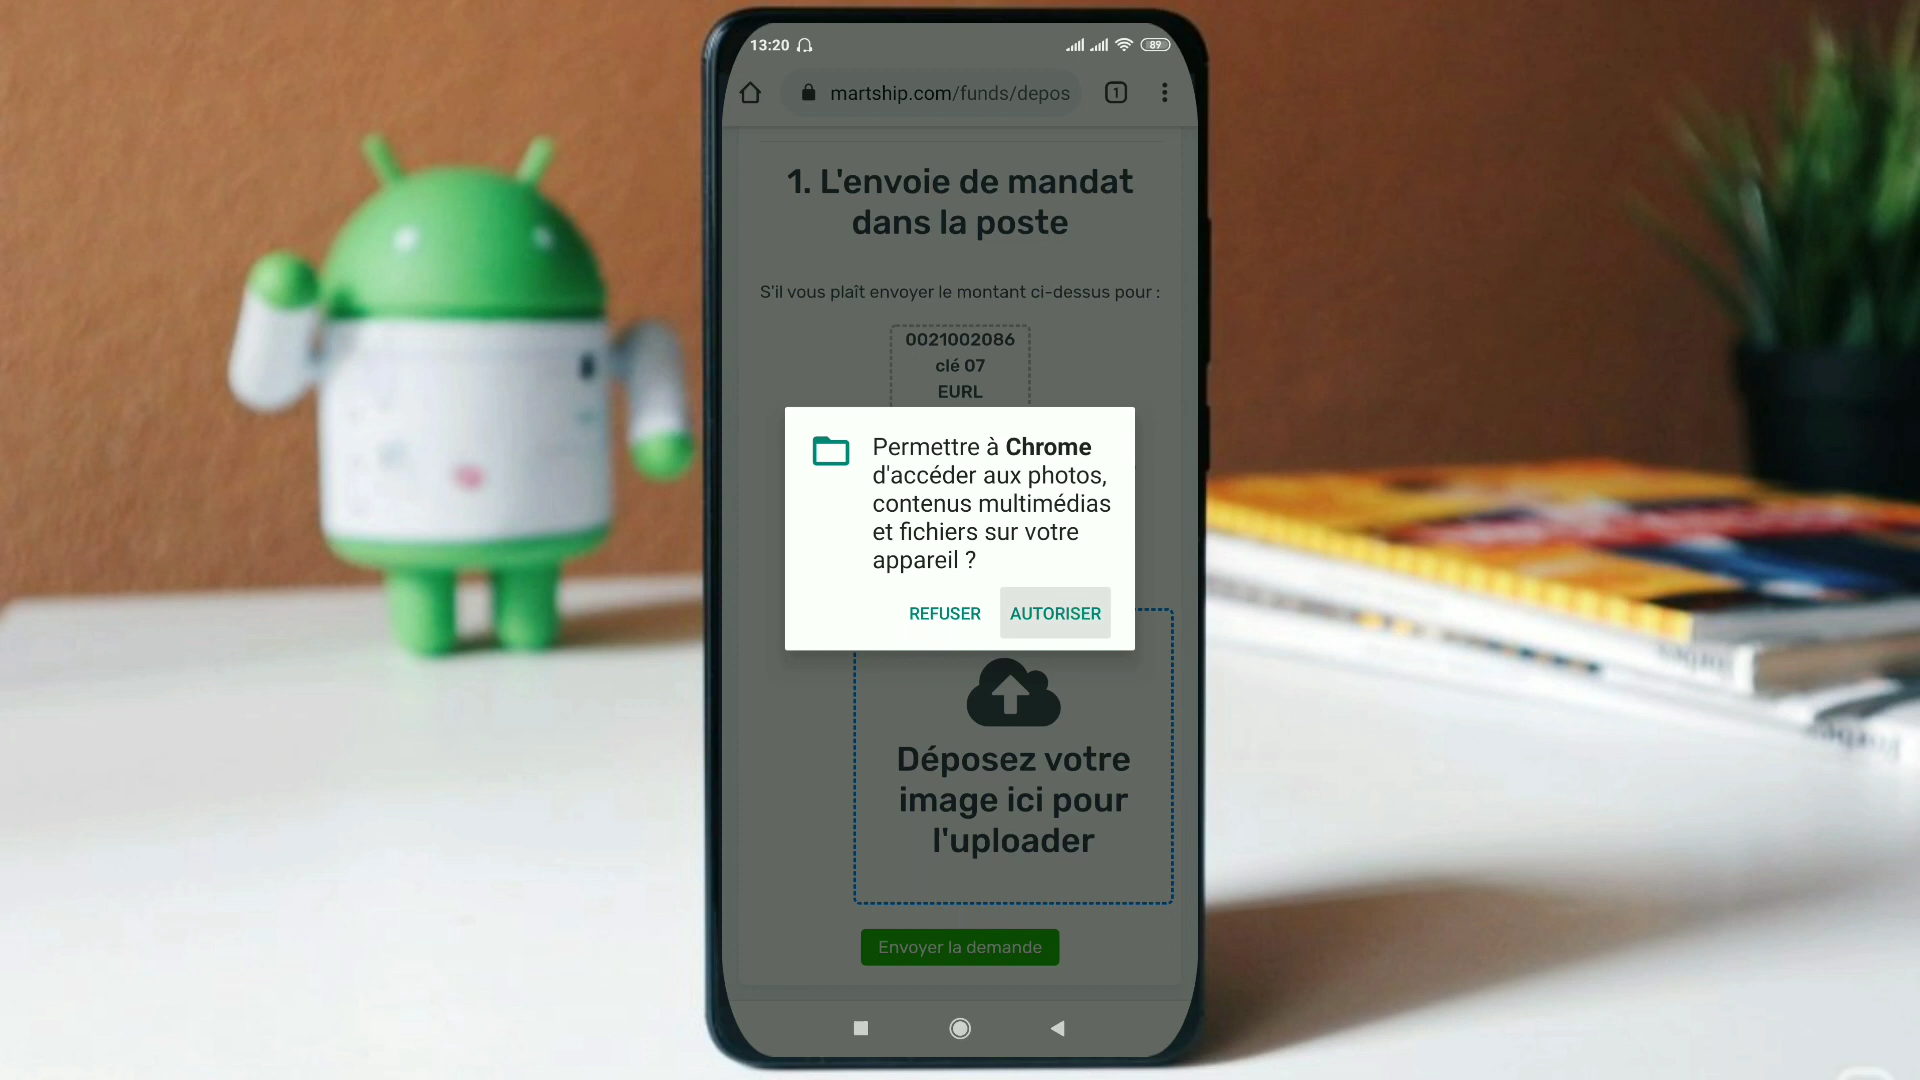 13:20
89
martship.com/funds/depos
1
1. L'envoie de mandat
dans la poste
S'il vous plaît envoyer le montant ci-dessus pour :
0021002086
clé 07
EURL
Permettre à Chrome
d'accéder aux photos,
contenus multimédias
et fichiers sur votre
appareil ?
REFUSER
AUTORISER
Déposez votre
image ici pour
l'uploader
Envoyer la demande